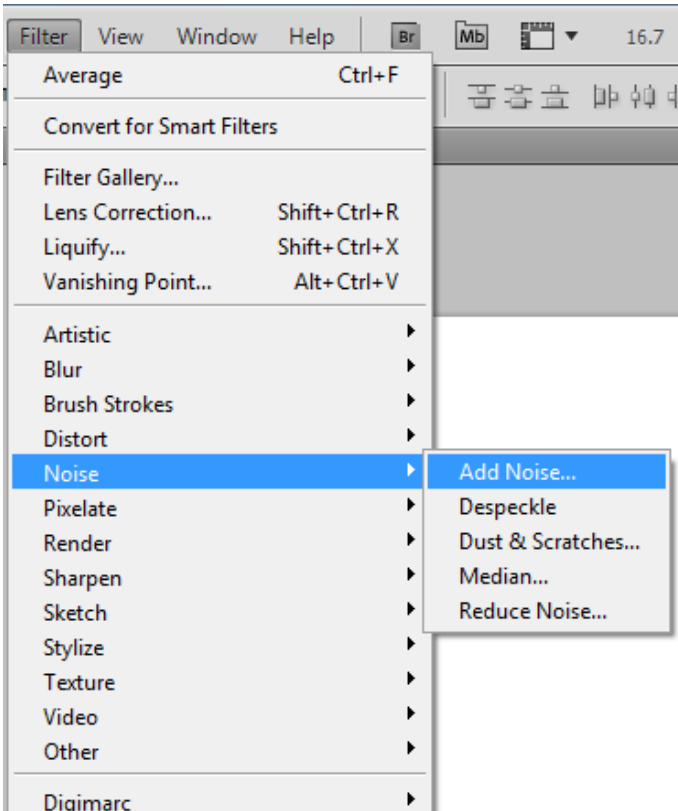 Filter View Window Help Br Mb 16.7
Average Ctrl+F
Convert for Smart Filters
Filter Gallery...
Lens Correction... Shift+Ctrl+R
Liquify... Shift+Ctrl+X
Vanishing Point... Alt+Ctrl+V
Artistic
Blur
Brush Strokes
Distort
Noise
Add Noise...
Pixelate
Despeckle
Render
Dust & Scratches...
Sharpen
Median...
Sketch
Reduce Noise...
Stylize
Texture
Video
Other
Digimarc